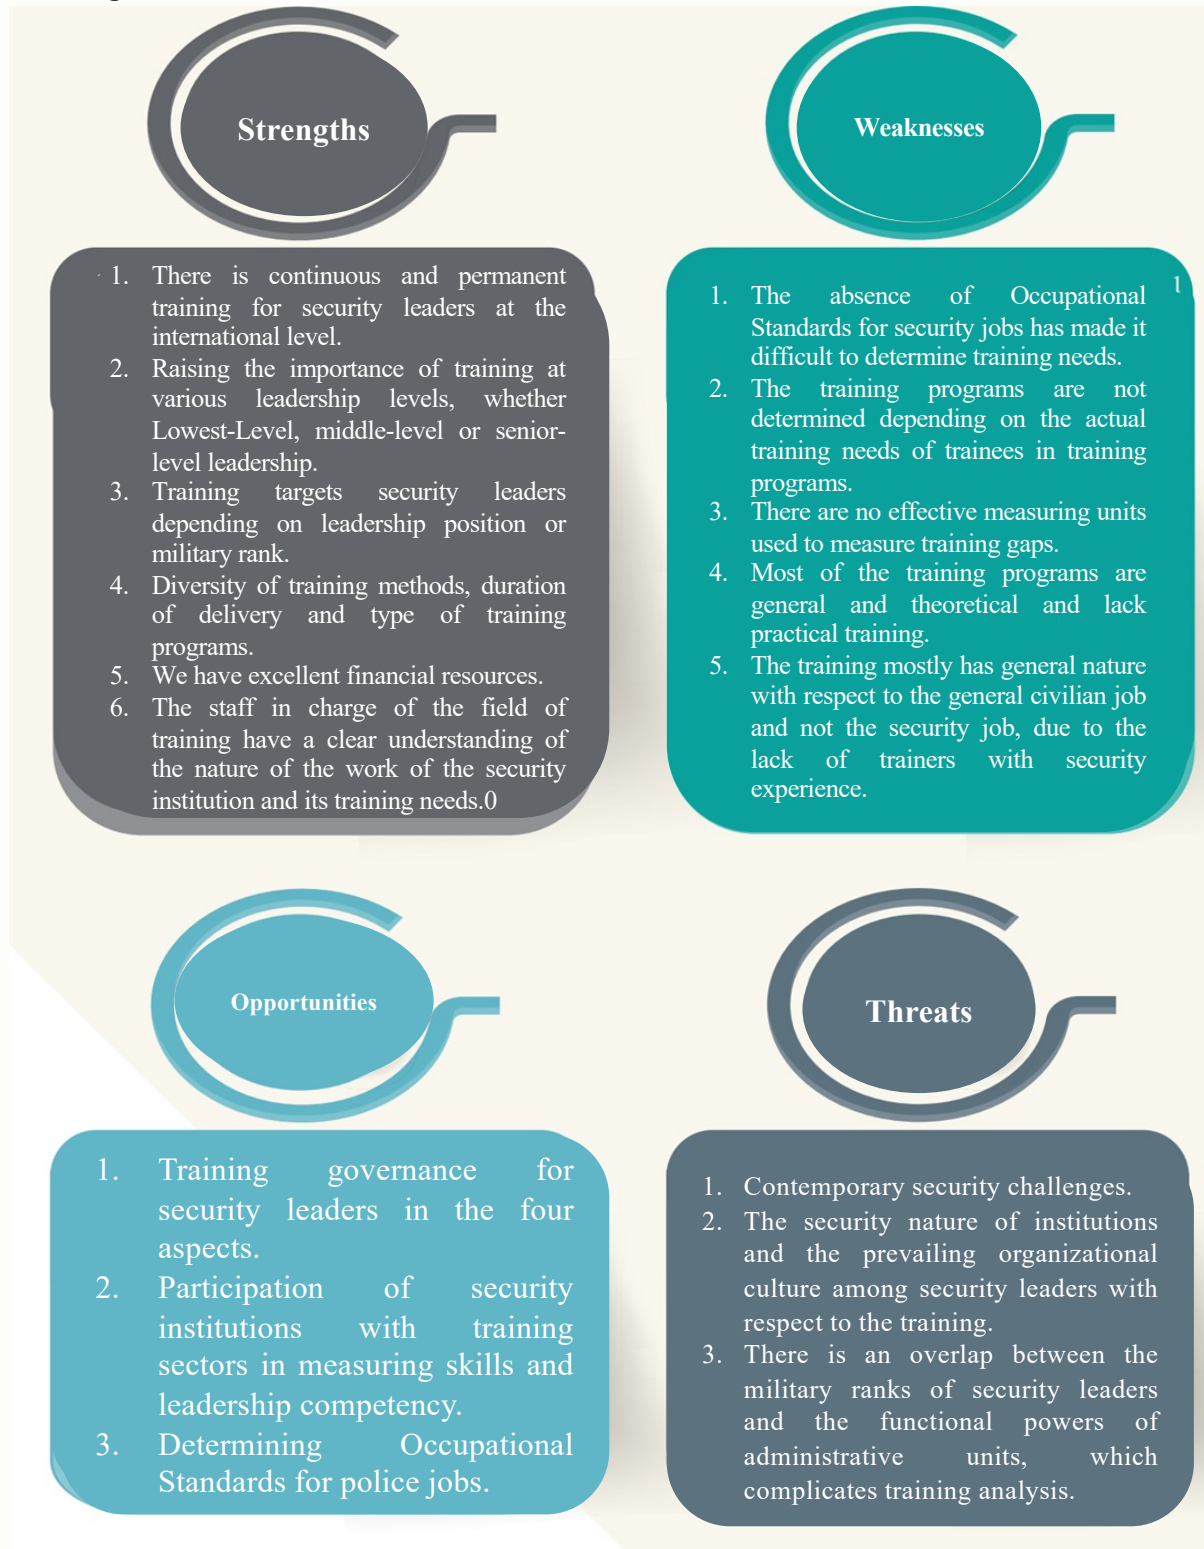 Strengths
1. There is continuous and permanent
training for security leaders at the
international level.
2. Raising the importance of training at
various leadership levels, whether
Lowest-Level, middle-level or senior-
level leadership.
3. Training targets security leaders
depending on leadership position or
military rank.
4. Diversity of training methods, duration
of delivery and type of training
programs.
5. We have excellent financial resources.
6. The staff in charge of the field of
training have a clear understanding of
the nature of the work of the security
institution and its training needs.0
Weaknesses
1. The absence of Occupational
Standards for security jobs has made it
difficult to determine training needs.
2. The training programs are not
determined depending on the actual
training needs of trainees in training
programs.
3. There are no effective measuring units
used to measure training gaps.
4. Most of the training programs are
general and theoretical and lack
practical training.
5. The training mostly has general nature
with respect to the general civilian job
and not the security job, due to the
lack of trainers with security
experience.
Opportunities
1. Training governance for
security leaders in the four
aspects.
2. Participation of security
institutions with training
sectors in measuring skills and
leadership competency.
3. Determining Occupational
Standards for police jobs.
Threats
1. Contemporary security challenges.
2. The security nature of institutions
and the prevailing organizational
culture among security leaders with
respect to the training.
3. There is an overlap between the
military ranks of security leaders
and the functional powers of
administrative units, which
complicates training analysis.